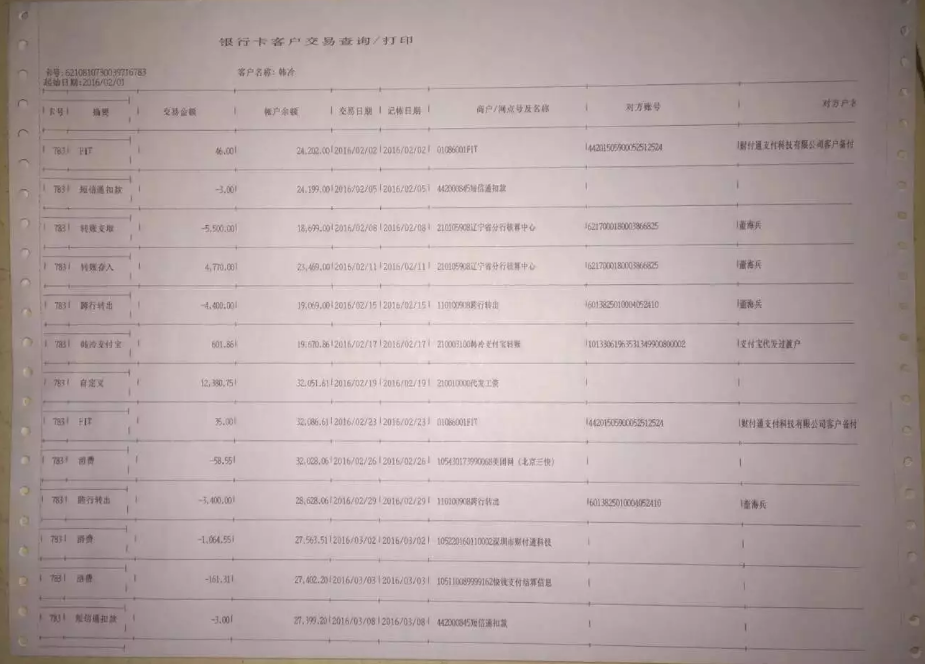 银行卡客户交易查询/打印
客户名称:韩冷
起始日期:2016/02/01
卡号 摘要 交易金额 帐户余额 交易日期 记帐日期 商户/网点号及名称 对方账号 对方户名
783 FIT 46.00 24,202.00 2016/02/02 2016/02/02 01086001FIT 44201505900052512524 财付通支付科技有限公司客户备付
783 短信通扣款 -3.00 24,199.00 2016/02/05 2016/02/05 442000845短信通扣款
783 转账支取 -5,500.00 18,699.00 2016/02/08 2016/02/08 210105908辽宁省分行核算中心 6217000180003866825 董海兵
783 转账存入 4,770.00 23,469.00 2016/02/11 2016/02/11 210105908辽宁省分行核算中心 6217000180003866825 董海兵
783 跨行转出 -4,400.00 19,069.00 2016/02/15 2016/02/15 110100908跨行转出 6013825010004052410 董海兵
783 韩冷支付宝 601.86 19,670.86 2016/02/17 2016/02/17 210003100韩冷支付宝转账 支付宝代发过渡户
783 自定义 12,380.75 32,051.61 2016/02/19 2016/02/19 210010000代发工资
783 FIT 35.00 32,086.61 2016/02/23 2016/02/23 01086001FIT 44201505900052512524 财付通支付科技有限公司客户备付
783 消费 -58.55 32,028.06 2016/02/26 2016/02/26 105430173990068美团网(北京三快)
783 跨行转出 -3,400.00 28,628.06 2016/02/29 2016/02/29 110100908跨行转出 6013825010004052410 董海兵
783 消费 -1,064.55 27,563.51 2016/03/02 2016/03/02 105220160110002深圳市财付通科技
783 消费 -161.31 27,402.20 2016/03/03 2016/03/03 105110089999162快钱支付结算信息
783 短信通扣款 -3.00 27,199.20 2016/03/08 2016/03/08 442000845短信通扣款